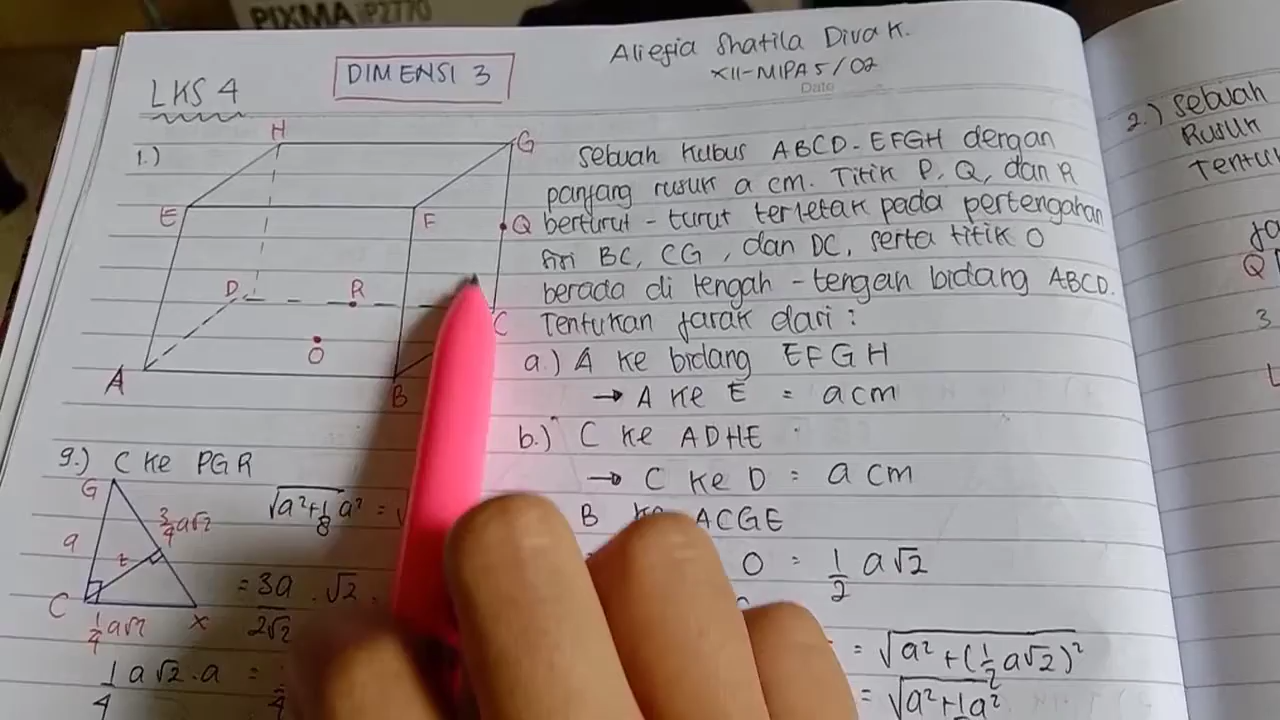 PIXMA iP2770
LKS 4
DIMENSI 3
Aliefia Shatila Diva K.
XII-MIPA 5/02
Date
1.)
H
G
E
F
Q
D
R
C
O
A
B
Sebuah kubus ABCD.EFGH dengan
panjang rusuk a cm. Titik P, Q, dan R
berturut-turut terletak pada pertengahan
sisi BC, CG, dan DC, serta titik O
berada di tengah-tengah bidang ABCD.
Tentukan jarak dari :
a.) A ke bidang EFGH
→ A ke E = a cm
b.) C ke ADHE
→ C ke D = a cm
B ke ACGE
O = 1/2 a√2
= √a²+(1/2 a√2)²
= √a²+1/2 a²
9.) C ke PGR
G
a
3/4 a√2
t
C
1/4 a√2
X
√a²+1/8 a² = √
= 3a/2√2 . √2
1/4 a√2 . a =
2.) Sebuah
Rusuk
Q
3